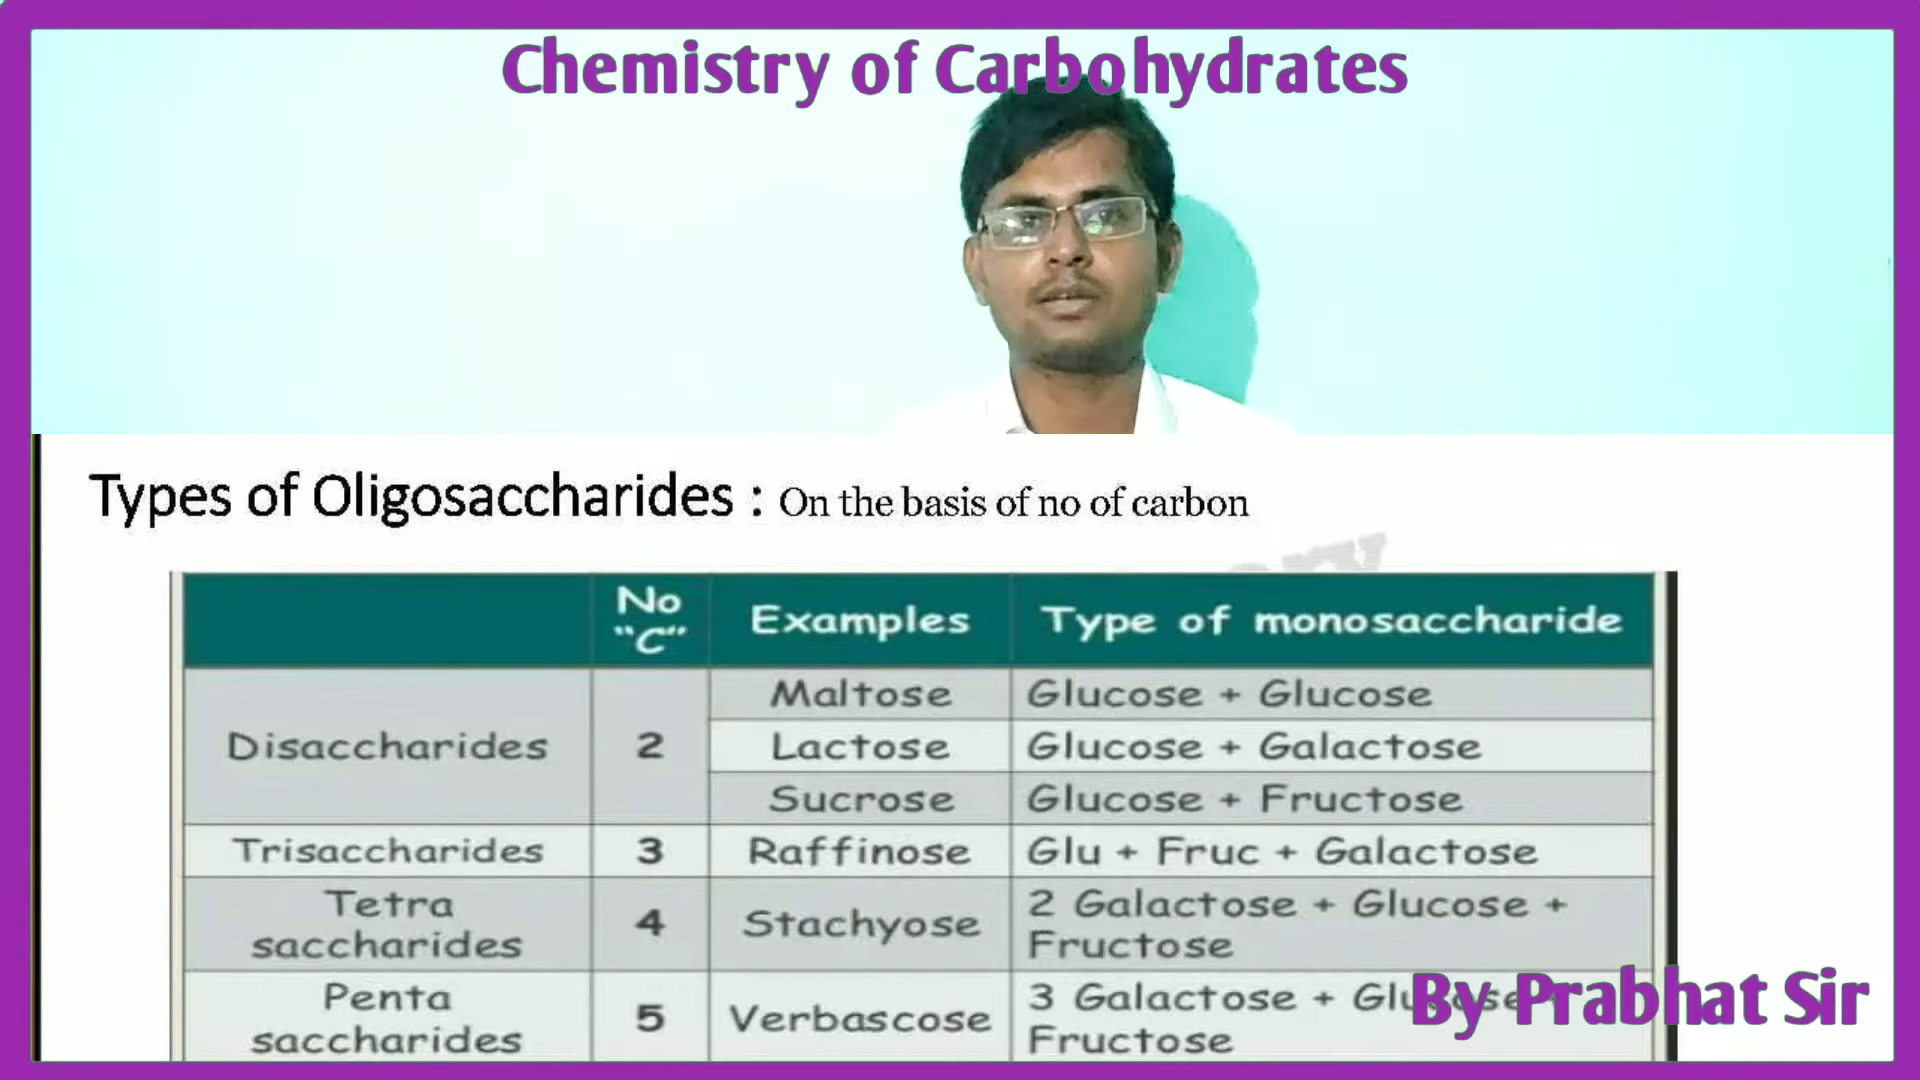 Chemistry of Carbohydrates
Types of Oligosaccharides : On the basis of no of carbon
No "C" Examples Type of monosaccharide
Disaccharides 2 Maltose Glucose + Glucose
Lactose Glucose + Galactose
Sucrose Glucose + Fructose
Trisaccharides 3 Raffinose Glu + Fruc + Galactose
Tetra saccharides 4 Stachyose 2 Galactose + Glucose + Fructose
Penta saccharides 5 Verbascose 3 Galactose + Glucose + Fructose
By Prabhat Sir